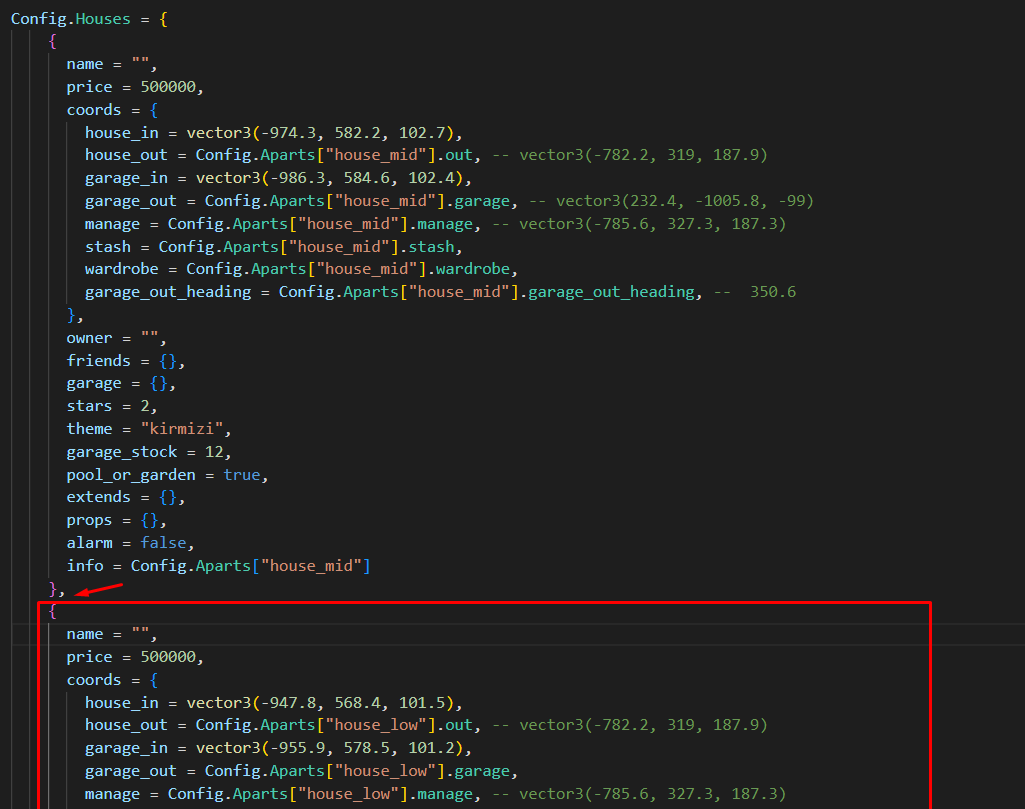 Config.Houses = {
{
name = "",
price = 500000,
coords = {
house_in = vector3(-974.3, 582.2, 102.7),
house_out = Config.Aparts["house_mid"].out, -- vector3(-782.2, 319, 187.9)
garage_in = vector3(-986.3, 584.6, 102.4),
garage_out = Config.Aparts["house_mid"].garage, -- vector3(232.4, -1005.8, -99)
manage = Config.Aparts["house_mid"].manage, -- vector3(-785.6, 327.3, 187.3)
stash = Config.Aparts["house_mid"].stash,
wardrobe = Config.Aparts["house_mid"].wardrobe,
garage_out_heading = Config.Aparts["house_mid"].garage_out_heading, --  350.6
},
owner = "",
friends = {},
garage = {},
stars = 2,
theme = "kirmizi",
garage_stock = 12,
pool_or_garden = true,
extends = {},
props = {},
alarm = false,
info = Config.Aparts["house_mid"]
},
{
name = "",
price = 500000,
coords = {
house_in = vector3(-947.8, 568.4, 101.5),
house_out = Config.Aparts["house_low"].out, -- vector3(-782.2, 319, 187.9)
garage_in = vector3(-955.9, 578.5, 101.2),
garage_out = Config.Aparts["house_low"].garage,
manage = Config.Aparts["house_low"].manage, -- vector3(-785.6, 327.3, 187.3)